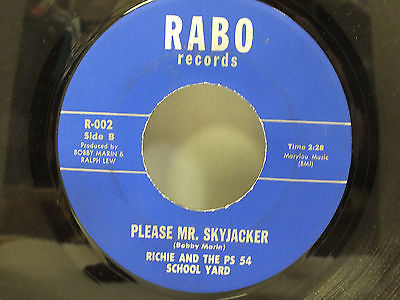 RABO
records
R-002
Side B
Produced by
BOBBY MARIN &
RALPH LEW
Time 2:28
Marylou Music
(BMI)
PLEASE MR. SKYJACKER
(Bobby Marin)
RICHIE AND THE PS 54
SCHOOL YARD